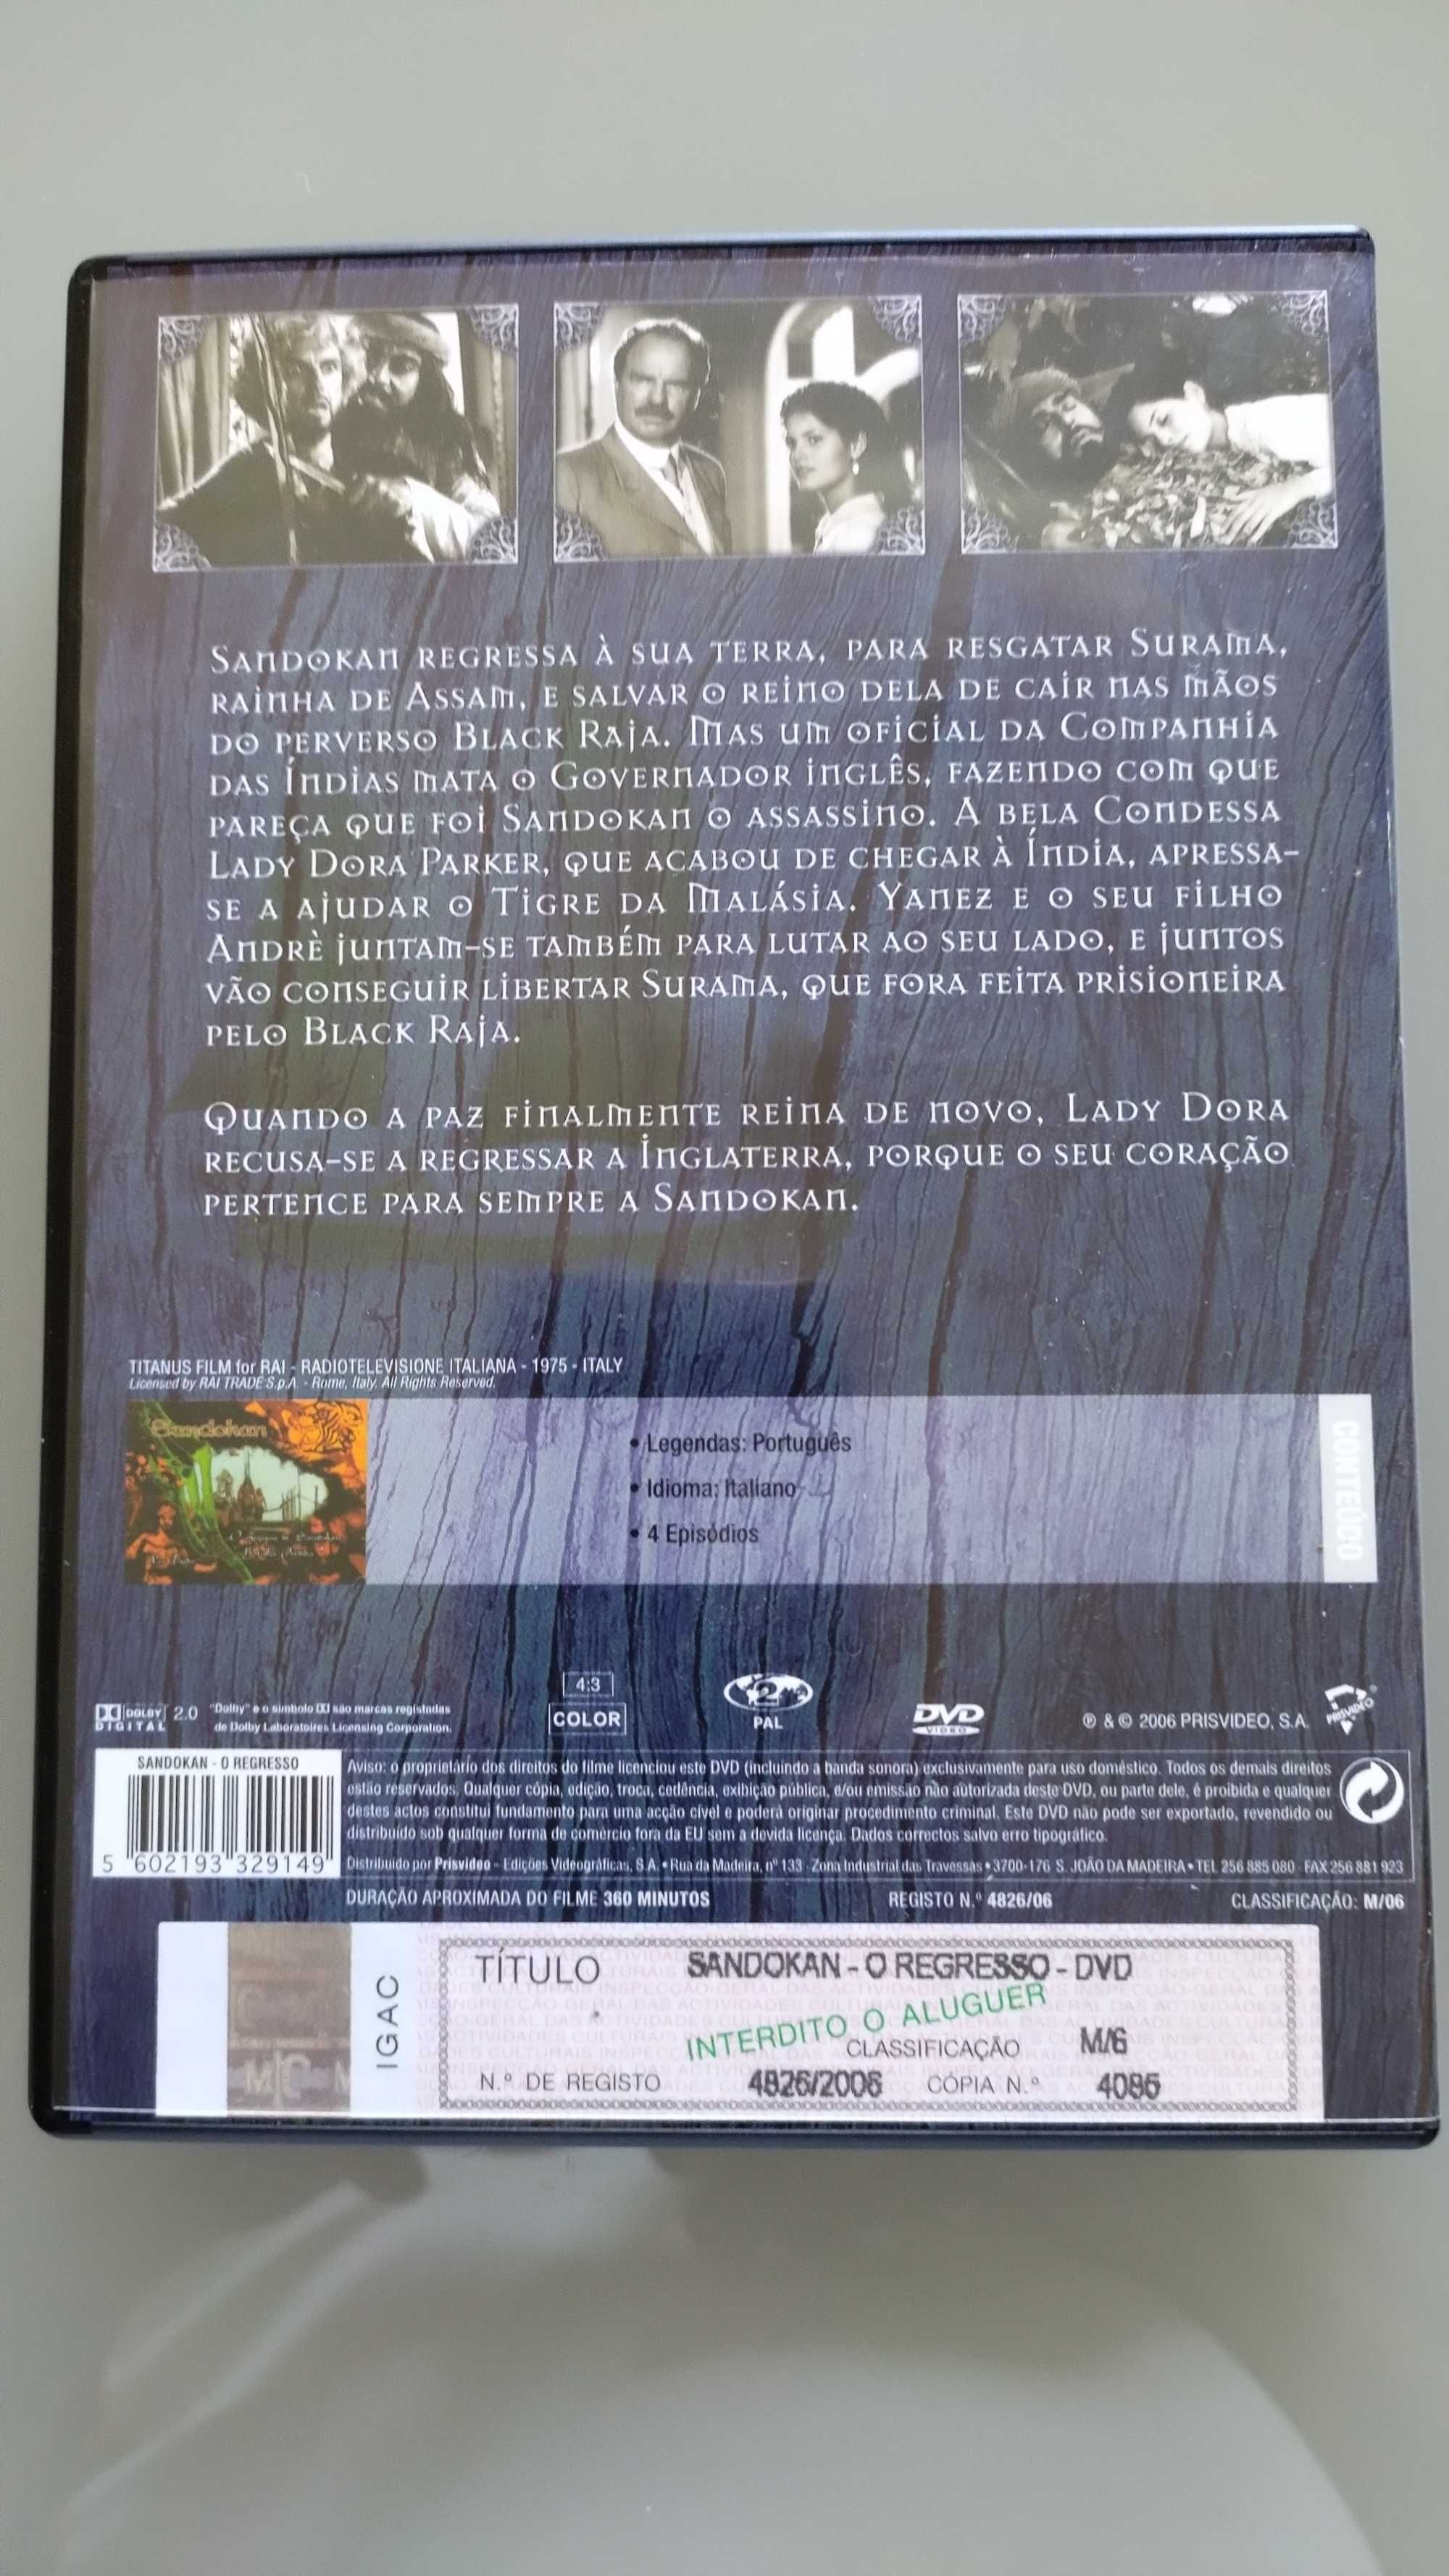 Sandokan regressa à sua terra, para resgatar Surama,
rainha de Assam, e salvar o reino dela de cair nas mãos
do perverso Black Raja. Mas um oficial da Companhia
das Índias mata o Governador inglês, fazendo com que
pareça que foi Sandokan o assassino. A bela Condessa
Lady Dora Parker, que acabou de chegar à Índia, apressa-
se a ajudar o Tigre da Malásia. Yanez e o seu filho
Andrè juntam-se também para lutar ao seu lado, e juntos
vão conseguir libertar Surama, que fora feita prisioneira
pelo Black Raja.
Quando a paz finalmente reina de novo, Lady Dora
recusa-se a regressar a Inglaterra, porque o seu coração
pertence para sempre a Sandokan.
TITANUS FILM for RAI - RADIOTELEVISIONE ITALIANA - 1975 - ITALY
Licensed by RAI TRADE S.p.A. - Rome, Italy. All Rights Reserved.
Sandokan
• Legendas: Português
• Idioma: Italiano
• 4 Episódios
CONTEÚDO
DOLBY DIGITAL 2.0
"Dolby" e o símbolo DD são marcas registadas
de Dolby Laboratoires Licensing Corporation.
4:3
COLOR
2
PAL
DVD VIDEO
℗ & © 2006 PRISVIDEO, S.A.
PRISVIDEO®
SANDOKAN - O REGRESSO
5 602193 329149
Aviso: o proprietário dos direitos do filme licenciou este DVD (incluindo a banda sonora) exclusivamente para uso doméstico. Todos os demais direitos
estão reservados. Qualquer cópia, edição, troca, cedência, exibição pública, e/ou emissão não autorizada deste DVD, ou parte dele, é proibida e qualquer
destes actos constitui fundamento para uma acção cível e poderá originar procedimento criminal. Este DVD não pode ser exportado, revendido ou
distribuído sob qualquer forma de comércio fora da EU sem a devida licença. Dados correctos salvo erro tipográfico.
Distribuído por Prisvideo - Edições Videográficas, S.A. • Rua da Madeira, nº 133 - Zona Industrial das Travessas • 3700-176 S. JOÃO DA MADEIRA • TEL 256 885 080 - FAX 256 881 923
DURAÇÃO APROXIMADA DO FILME 360 MINUTOS
REGISTO N.º 4826/06
CLASSIFICAÇÃO: M/06
IGAC
TÍTULO SANDOKAN - O REGRESSO - DVD
INTERDITO O ALUGUER
CLASSIFICAÇÃO M/6
N.º DE REGISTO 4826/2006 CÓPIA N.º 4085